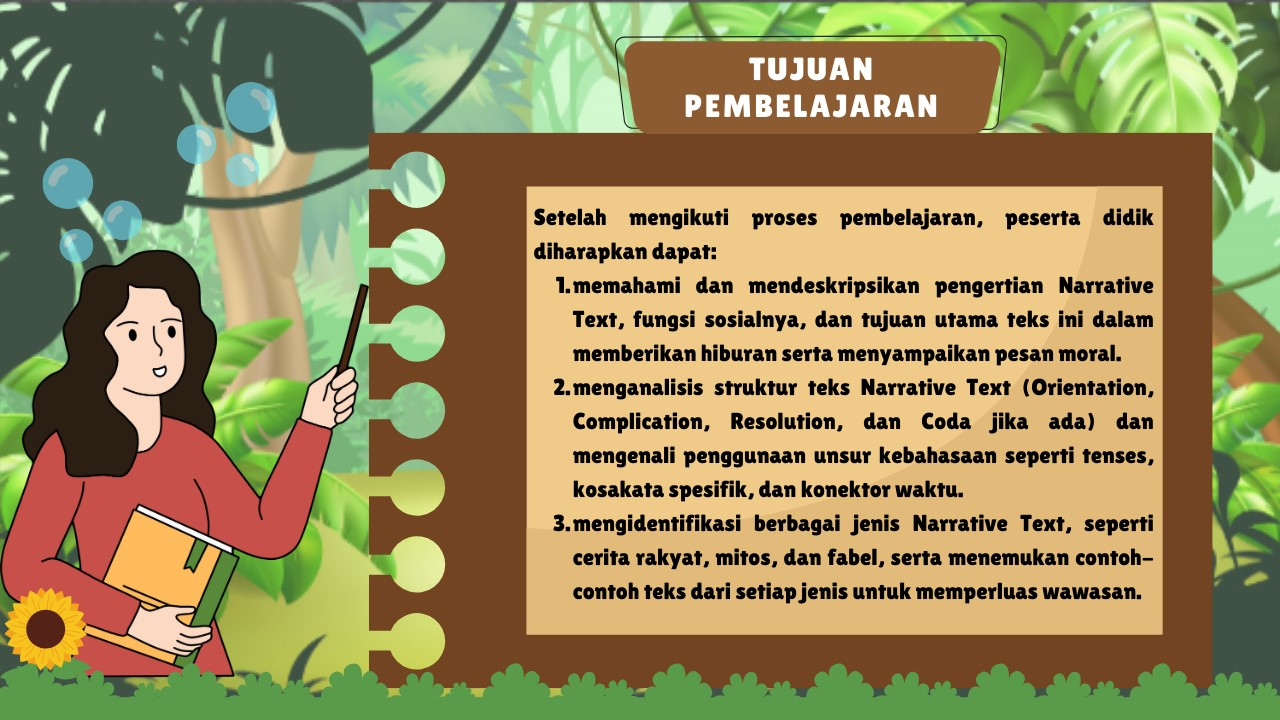 TUJUAN
PEMBELAJARAN
Setelah mengikuti proses pembelajaran, peserta didik
diharapkan dapat:
1. memahami dan mendeskripsikan pengertian Narrative
Text, fungsi sosialnya, dan tujuan utama teks ini dalam
memberikan hiburan serta menyampaikan pesan moral.
2. menganalisis struktur teks Narrative Text (Orientation,
Complication, Resolution, dan Coda jika ada) dan
mengenali penggunaan unsur kebahasaan seperti tenses,
kosakata spesifik, dan konektor waktu.
3. mengidentifikasi berbagai jenis Narrative Text, seperti
cerita rakyat, mitos, dan fabel, serta menemukan contoh-
contoh teks dari setiap jenis untuk memperluas wawasan.